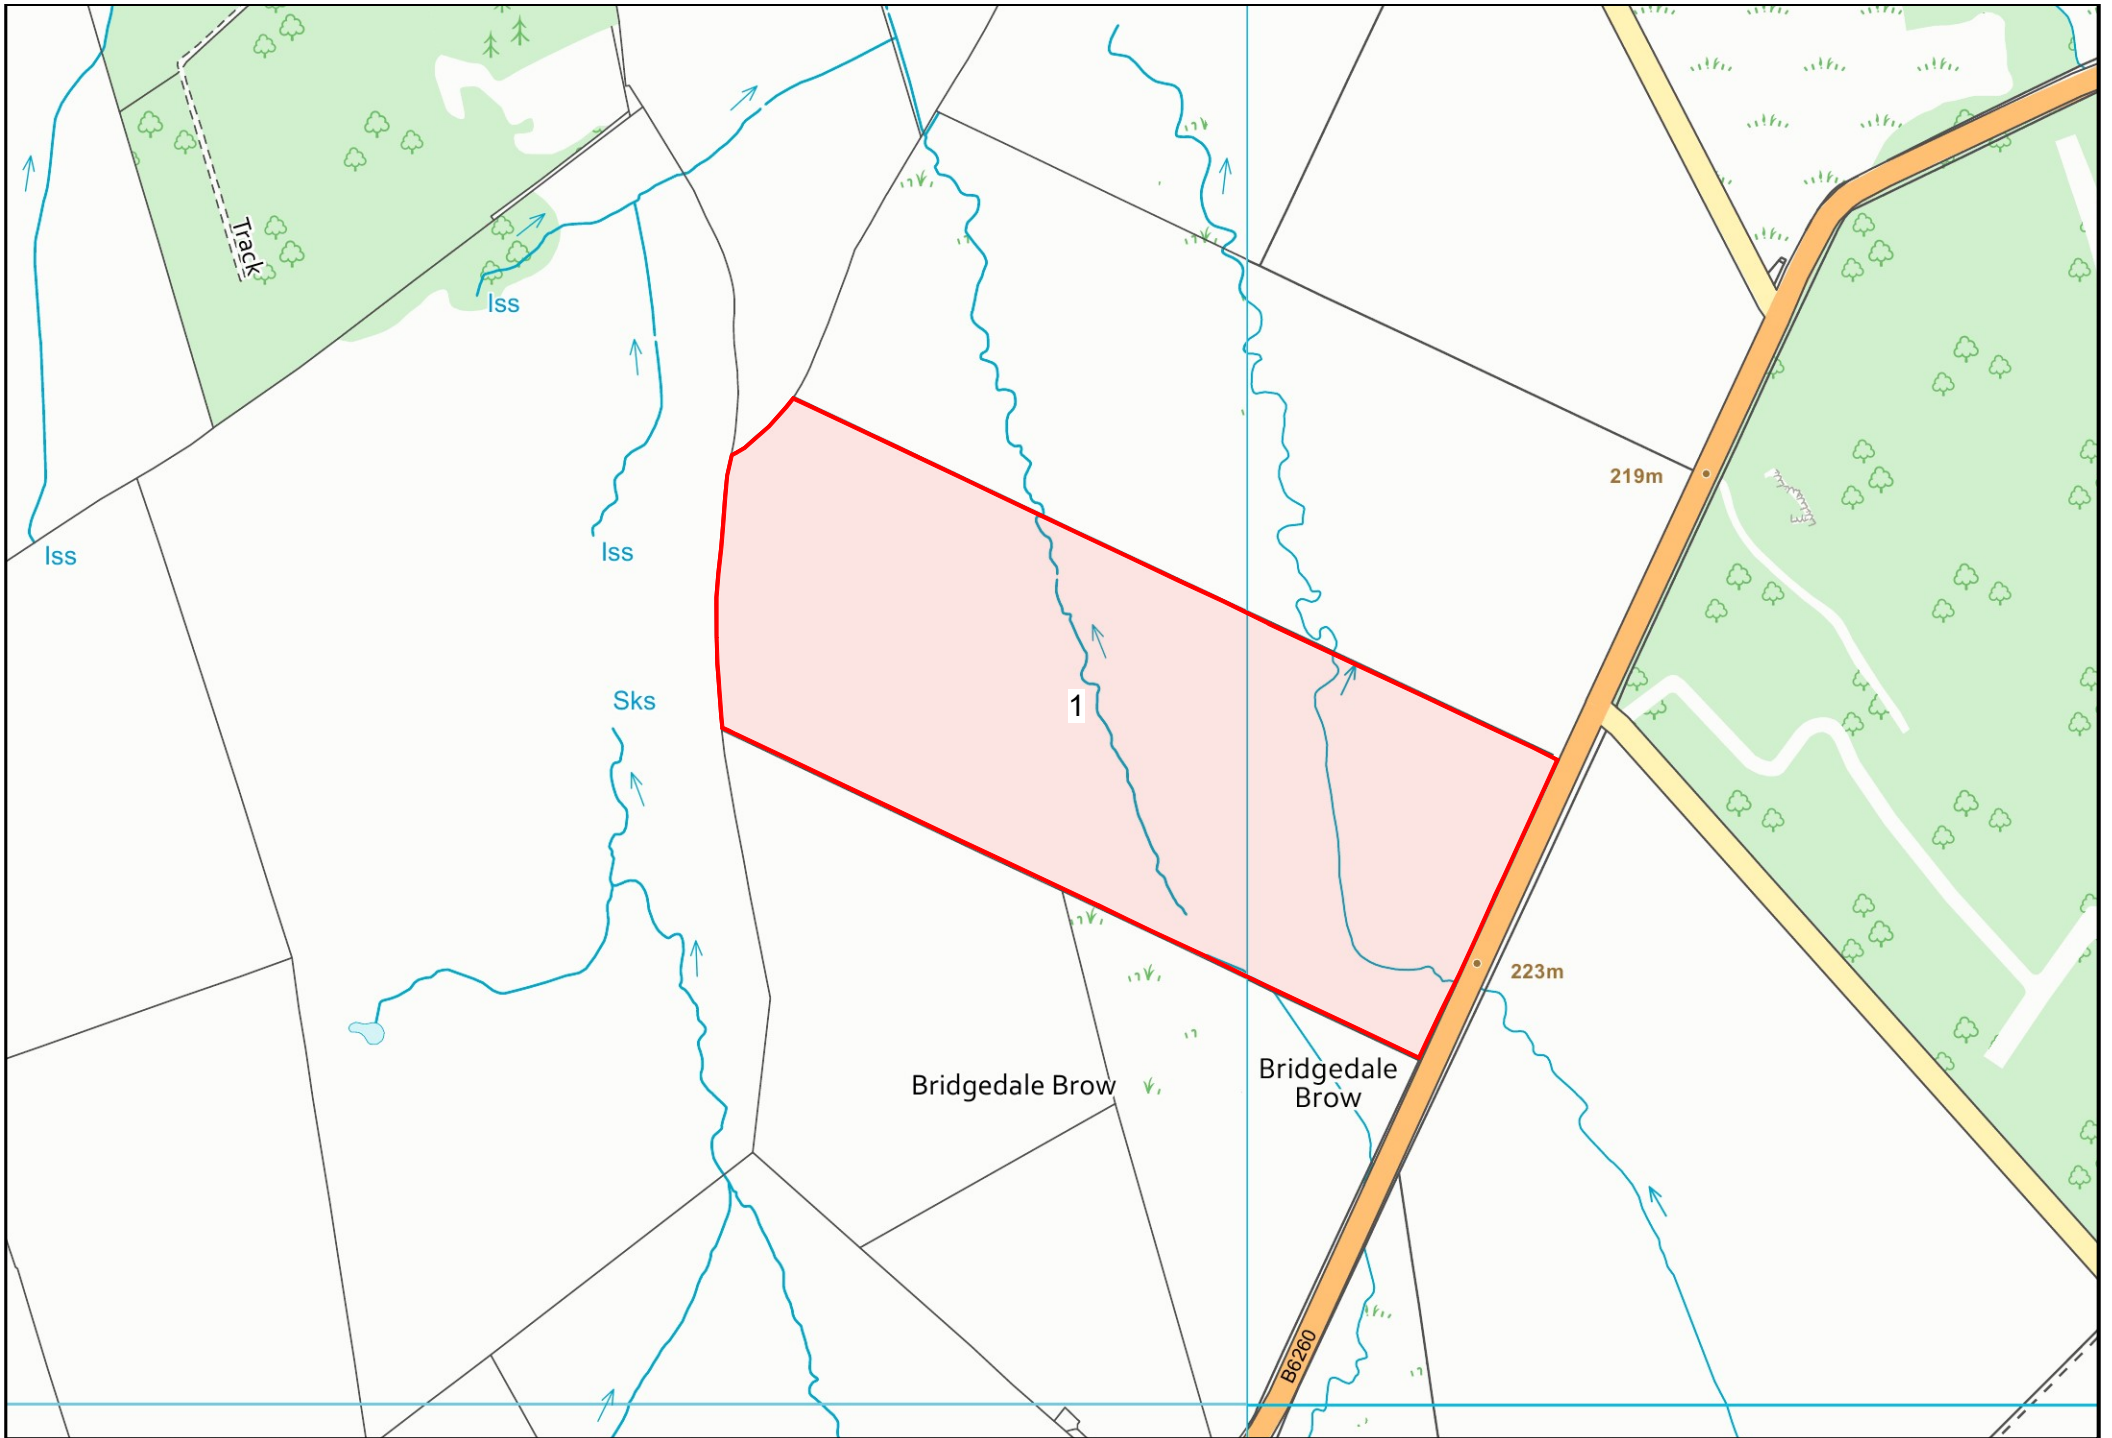 Track
Iss
219m
Iss
Iss
Sks
1
223m
Bridgedale Brow
Bridgedale
Brow
B6260